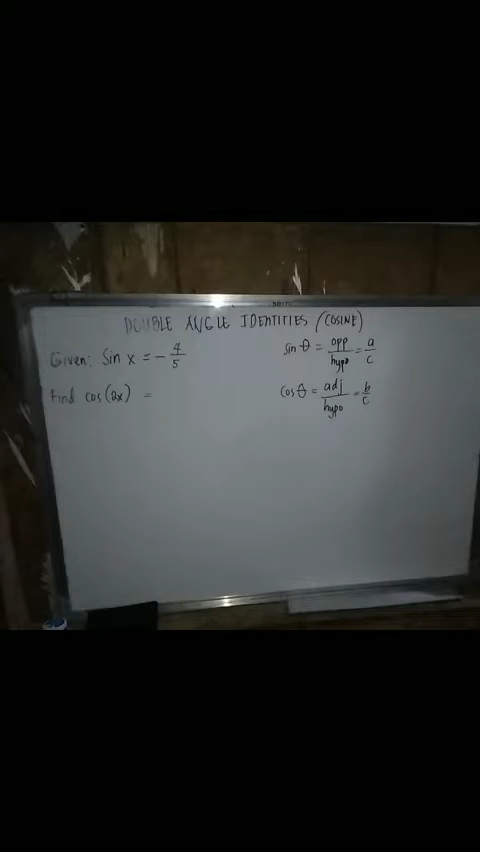 DOUBLE ANGLE IDENTITIES (COSINE)
Given: Sin x = - 4/5
Find cos(2x) =
sin θ = opp/hypo = a/c
cos θ = adj/hypo = b/c